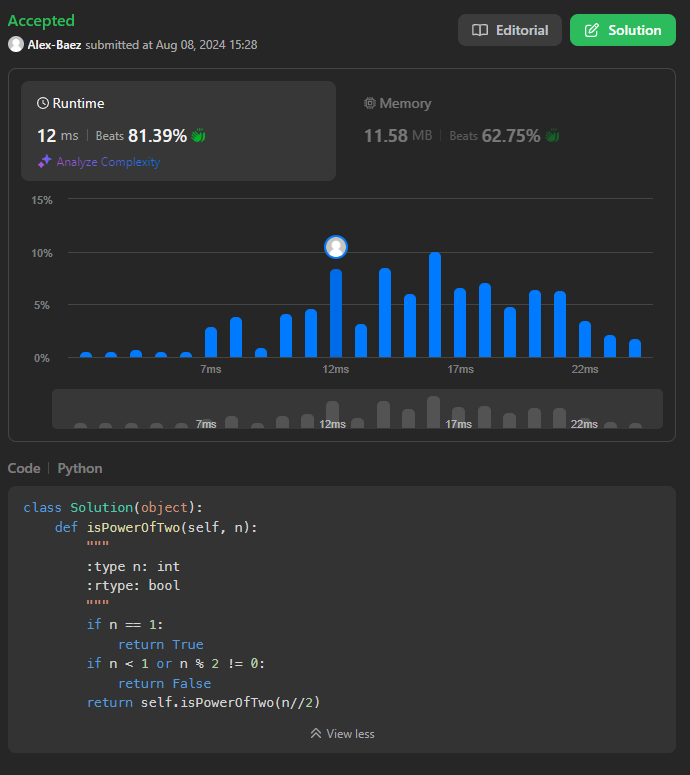 Accepted
Editorial
Solution
Alex-Baez submitted at Aug 08, 2024 15:28
Runtime
Memory
12 ms | Beats 81.39%
11.58 MB | Beats 62.75%
Analyze Complexity
15%
10%
5%
0%
7ms 12ms 17ms 22ms
7ms 12ms 17ms 22ms
Code | Python
class Solution(object):
    def isPowerOfTwo(self, n):
        """
        :type n: int
        :rtype: bool
        """
        if n == 1:
            return True
        if n < 1 or n % 2 != 0:
            return False
        return self.isPowerOfTwo(n//2)
View less